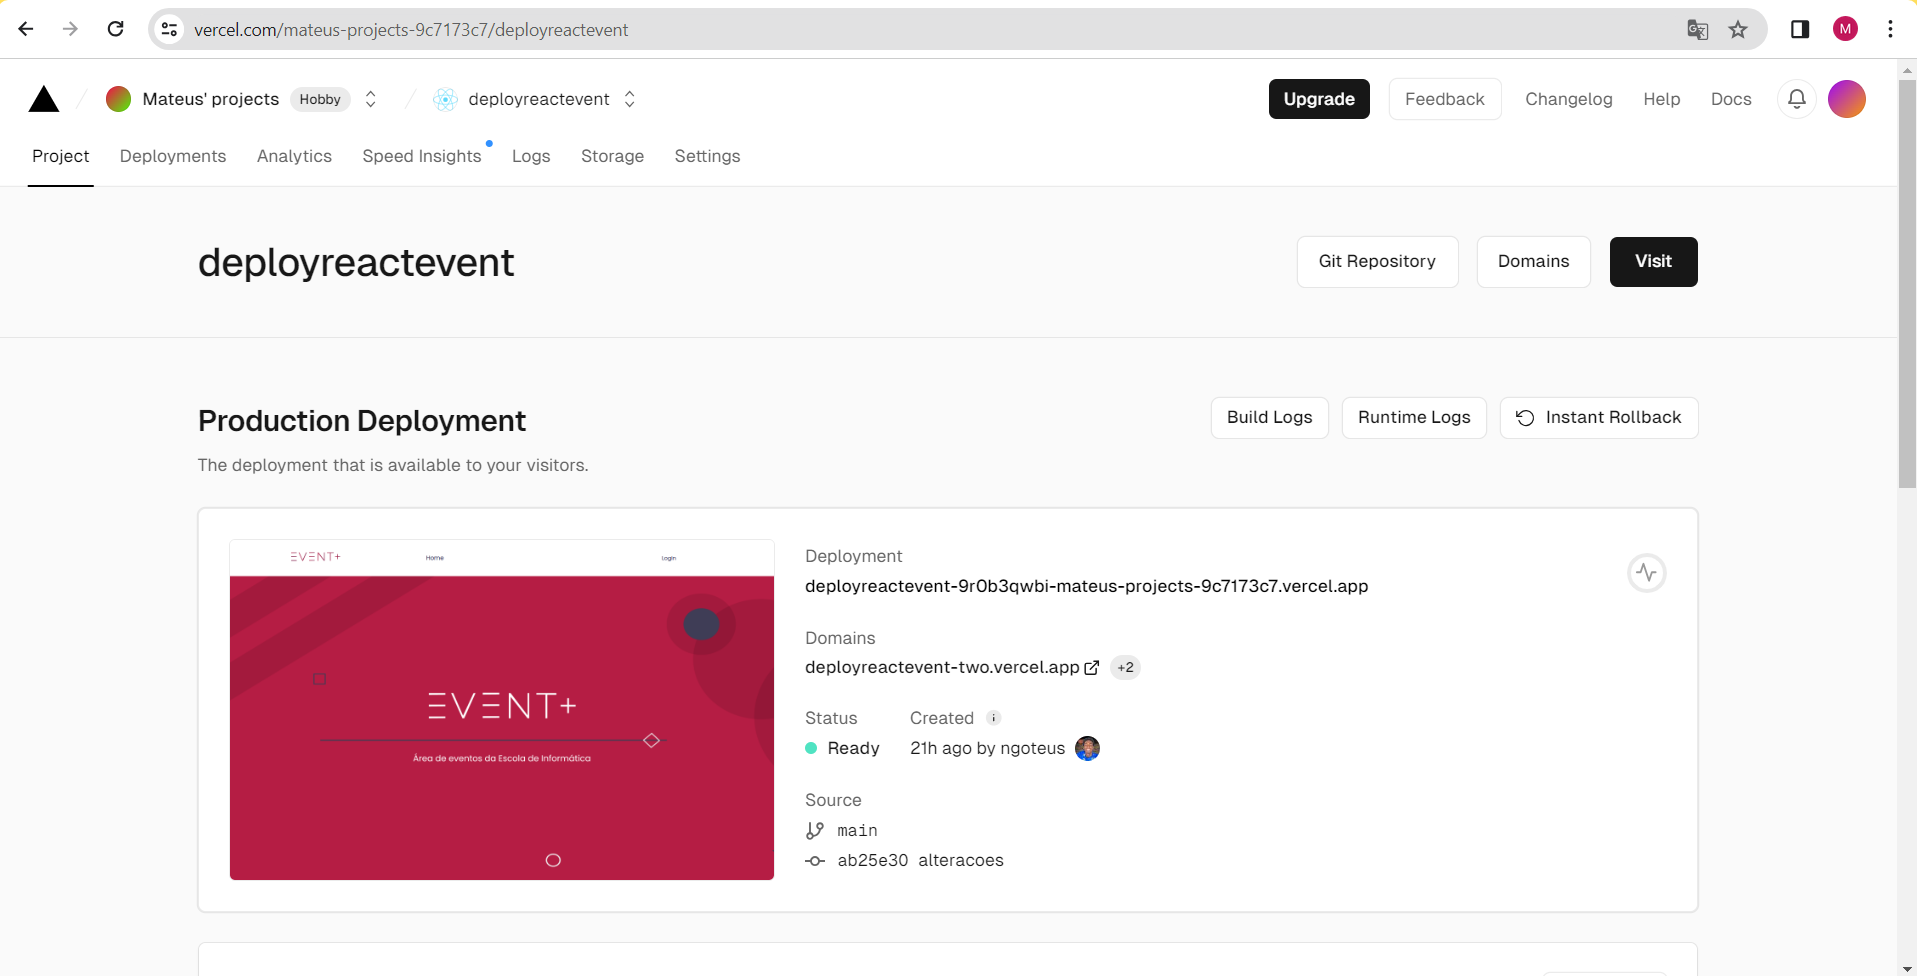 vercel.com/mateus-projects-9c7173c7/deployreactevent
M
Mateus' projects Hobby deployreactevent
Upgrade Feedback Changelog Help Docs
Project Deployments Analytics Speed Insights Logs Storage Settings
deployreactevent
Git Repository Domains Visit
Production Deployment
Build Logs Runtime Logs Instant Rollback
The deployment that is available to your visitors.
EVENT+ Home Login
EVENT+
Área de eventos da Escola de Informática
Deployment
deployreactevent-9r0b3qwbi-mateus-projects-9c7173c7.vercel.app
Domains
deployreactevent-two.vercel.app +2
Status Created
Ready 21h ago by ngoteus
Source
main
ab25e30 alteracoes